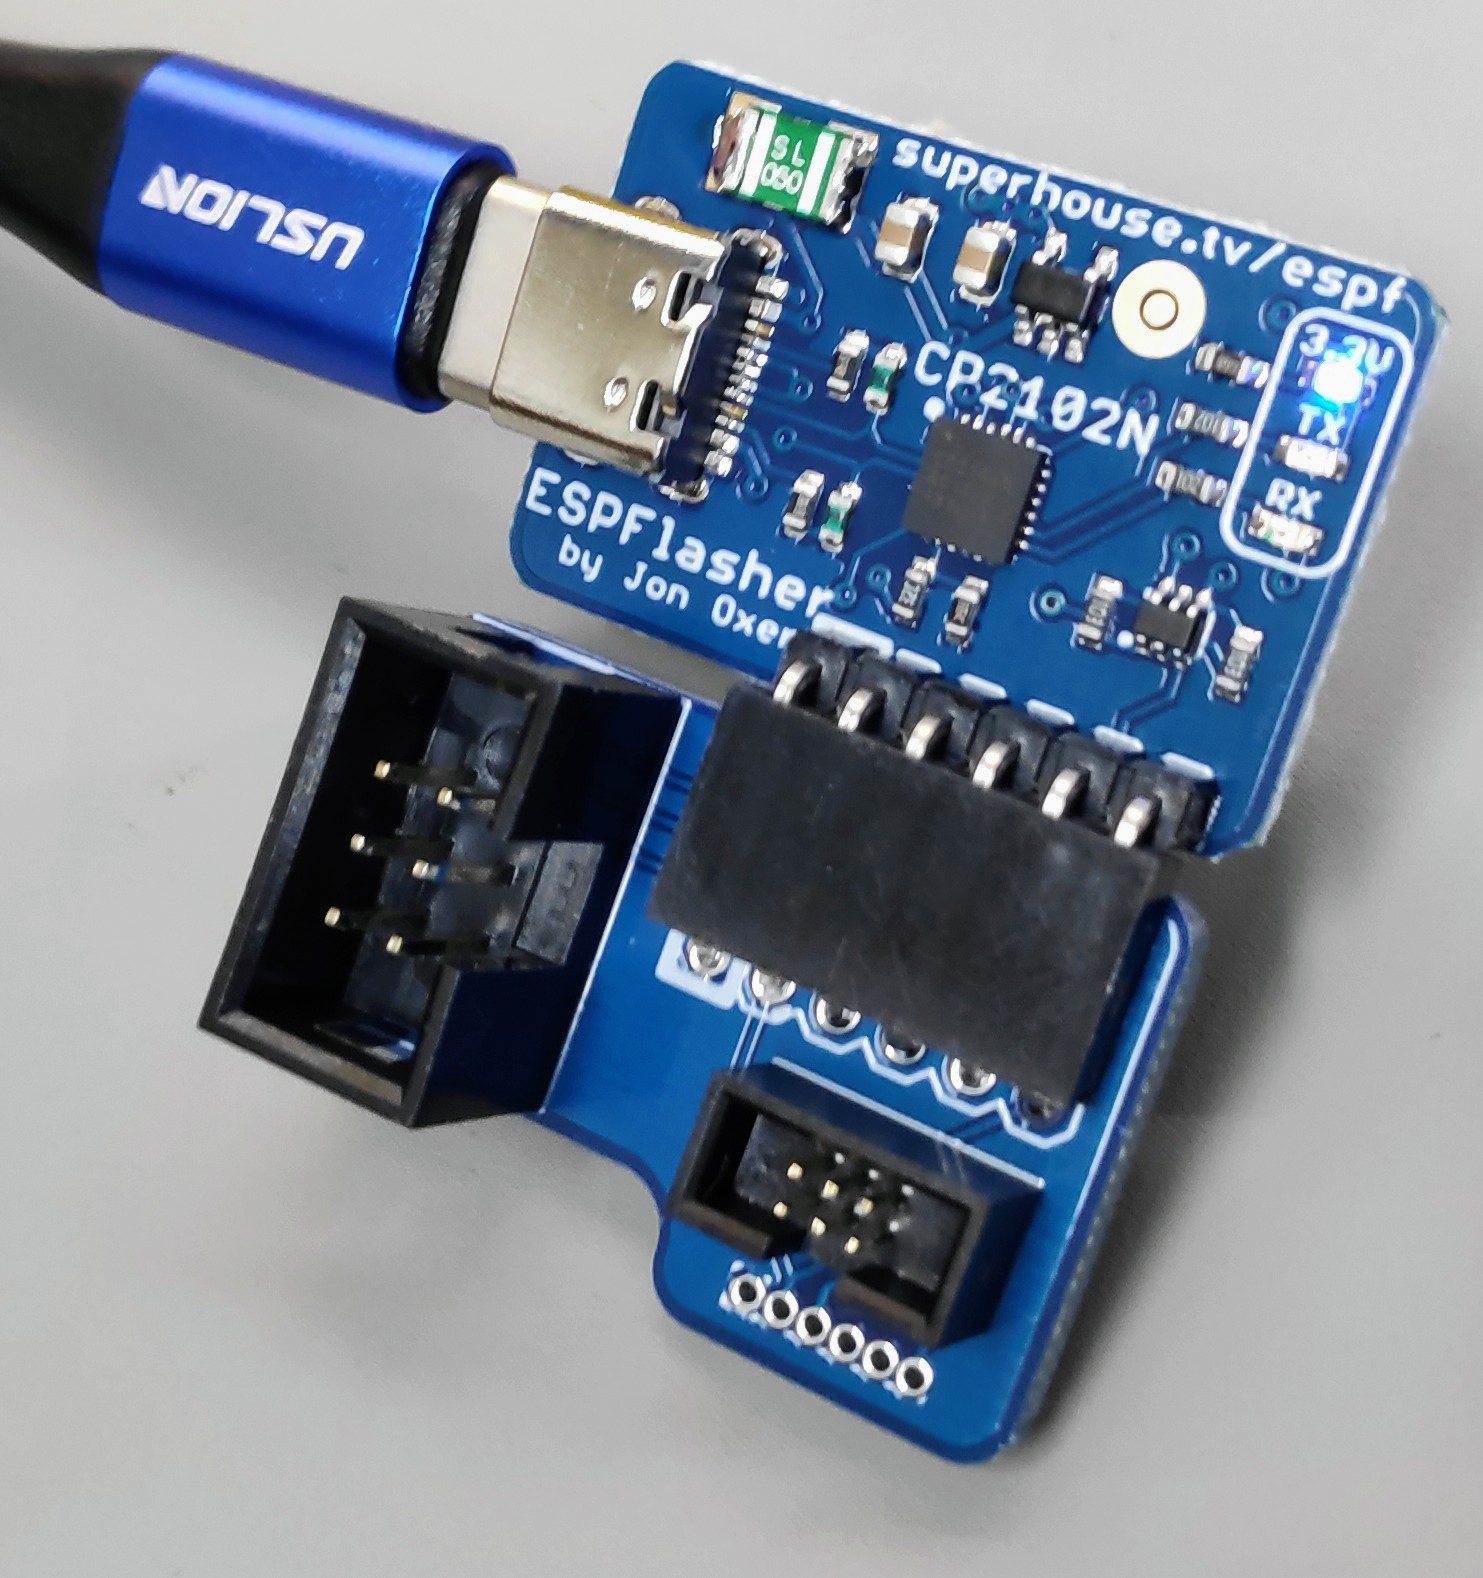 USLION
SL
050
superhouse.tv/espf
3.3V
TX
RX
CP2102N
ESPFlasher
by Jon Oxer